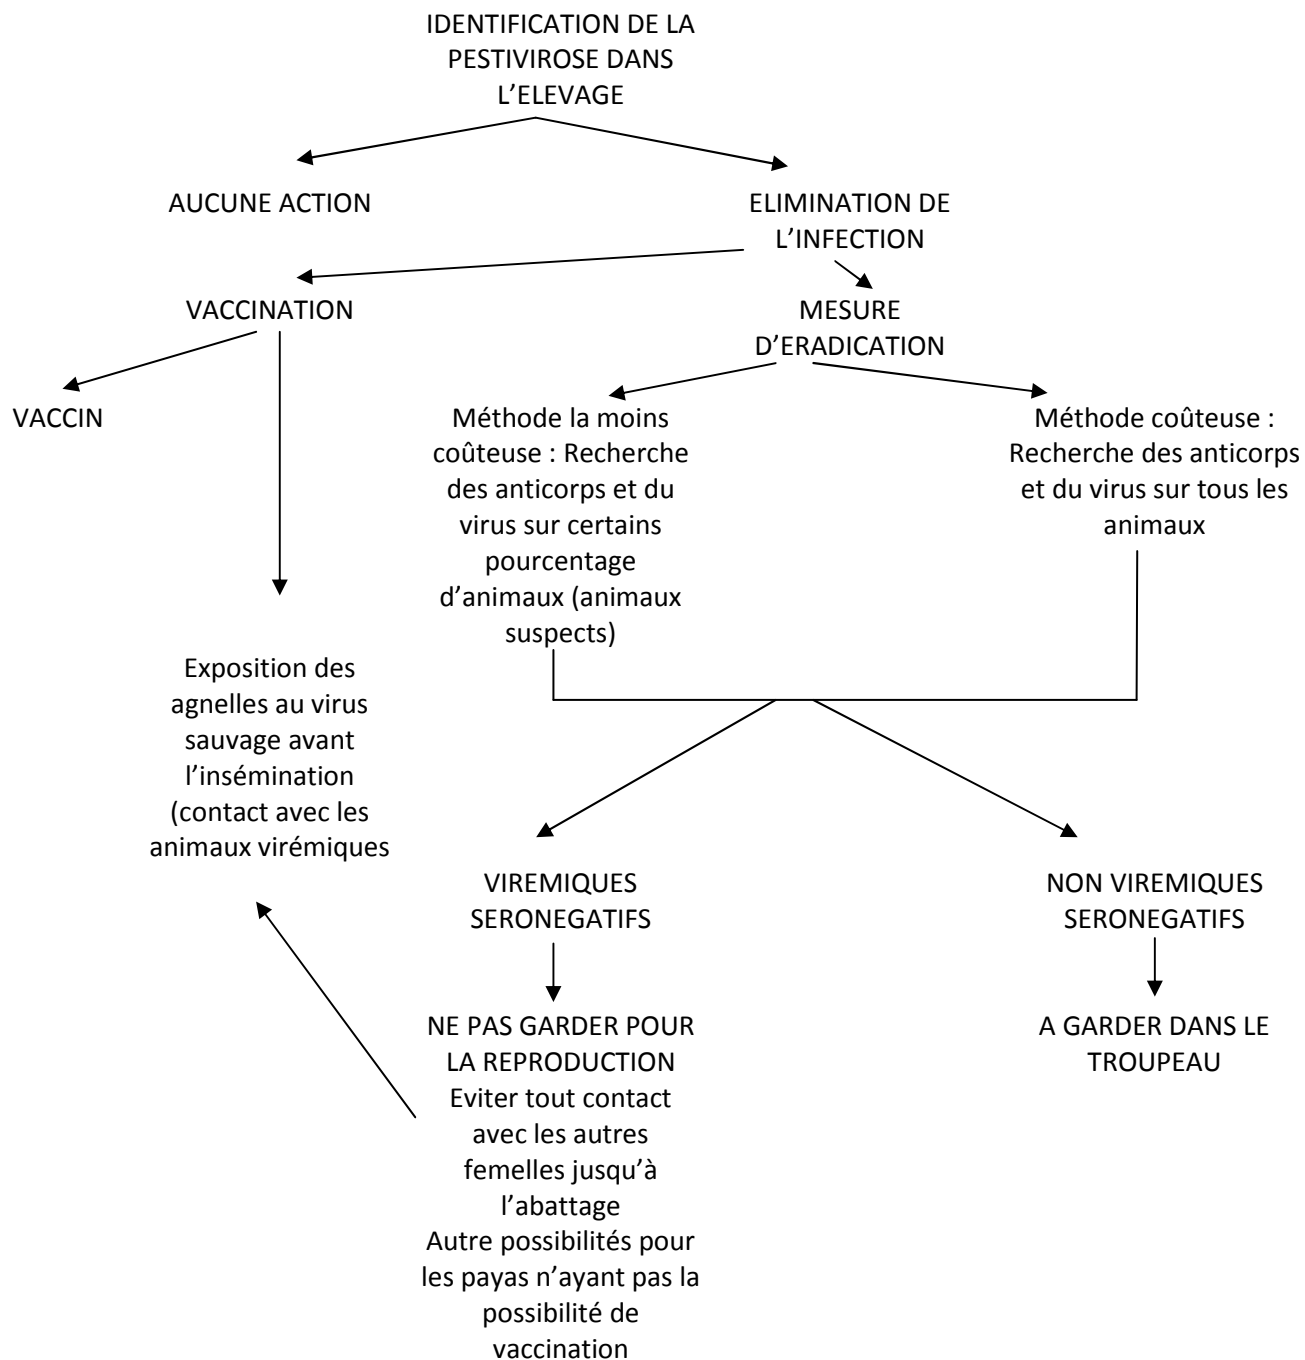 IDENTIFICATION DE LA
PESTIVIROSE DANS
L'ELEVAGE
AUCUNE ACTION
ELIMINATION DE
L'INFECTION
VACCINATION
MESURE
D'ERADICATION
VACCIN
Méthode la moins
coûteuse : Recherche
des anticorps et du
virus sur certains
pourcentage
d'animaux (animaux
suspects)
Méthode coûteuse :
Recherche des anticorps
et du virus sur tous les
animaux
Exposition des
agnelles au virus
sauvage avant
l'insémination
(contact avec les
animaux virémiques
VIREMIQUES
SERONEGATIFS
NON VIREMIQUES
SERONEGATIFS
NE PAS GARDER POUR
LA REPRODUCTION
Eviter tout contact
avec les autres
femelles jusqu'à
l'abattage
Autre possibilités pour
les payas n'ayant pas la
possibilité de
vaccination
A GARDER DANS LE
TROUPEAU